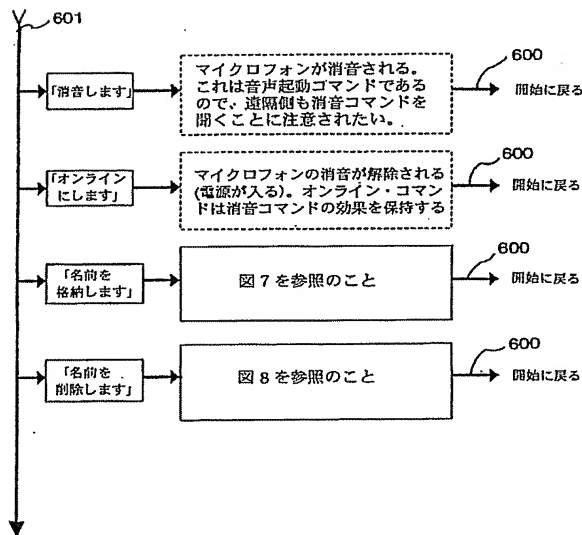 601
「消音します」
マイクロフォンが消音される。
これは音声起動コマンドである
ので、遠隔側も消音コマンドを
聞くことに注意されたい。
600
開始に戻る
「オンライン
にします」
マイクロフォンの消音が解除される
(電源が入る)。オンライン・コマン
ドは消音コマンドの効果を保持する
600
開始に戻る
「名前を
格納します」
図7を参照のこと
600
開始に戻る
「名前を
削除します」
図8を参照のこと
600
開始に戻る